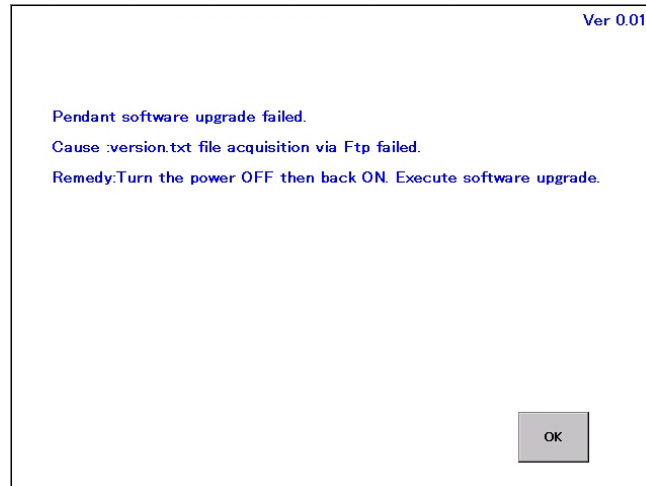 Ver 0.01
Pendant software upgrade failed.
Cause :version.txt file acquisition via Ftp failed.
Remedy:Turn the power OFF then back ON. Execute software upgrade.
OK